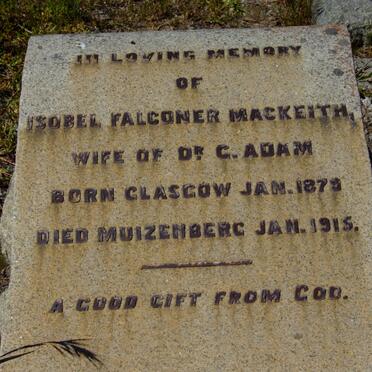 IN LOVING MEMORY
OF
ISOBEL FALCONER MACKEITH,
WIFE OF DR. C. ADAM
BORN GLASGOW JAN. 1873
DIED MUIZENBERG JAN. 1915.
A GOOD GIFT FROM GOD.